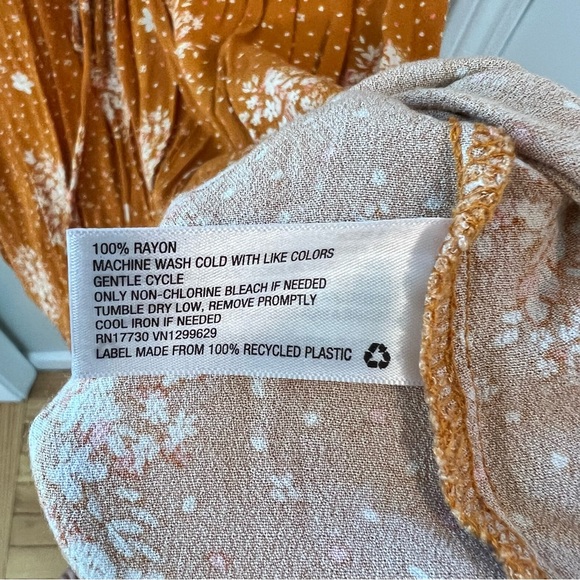 100% RAYON
MACHINE WASH COLD WITH LIKE COLORS
GENTLE CYCLE
ONLY NON-CHLORINE BLEACH IF NEEDED
TUMBLE DRY LOW, REMOVE PROMPTLY
COOL IRON IF NEEDED
RN17730 VN1299629
LABEL MADE FROM 100% RECYCLED PLASTIC